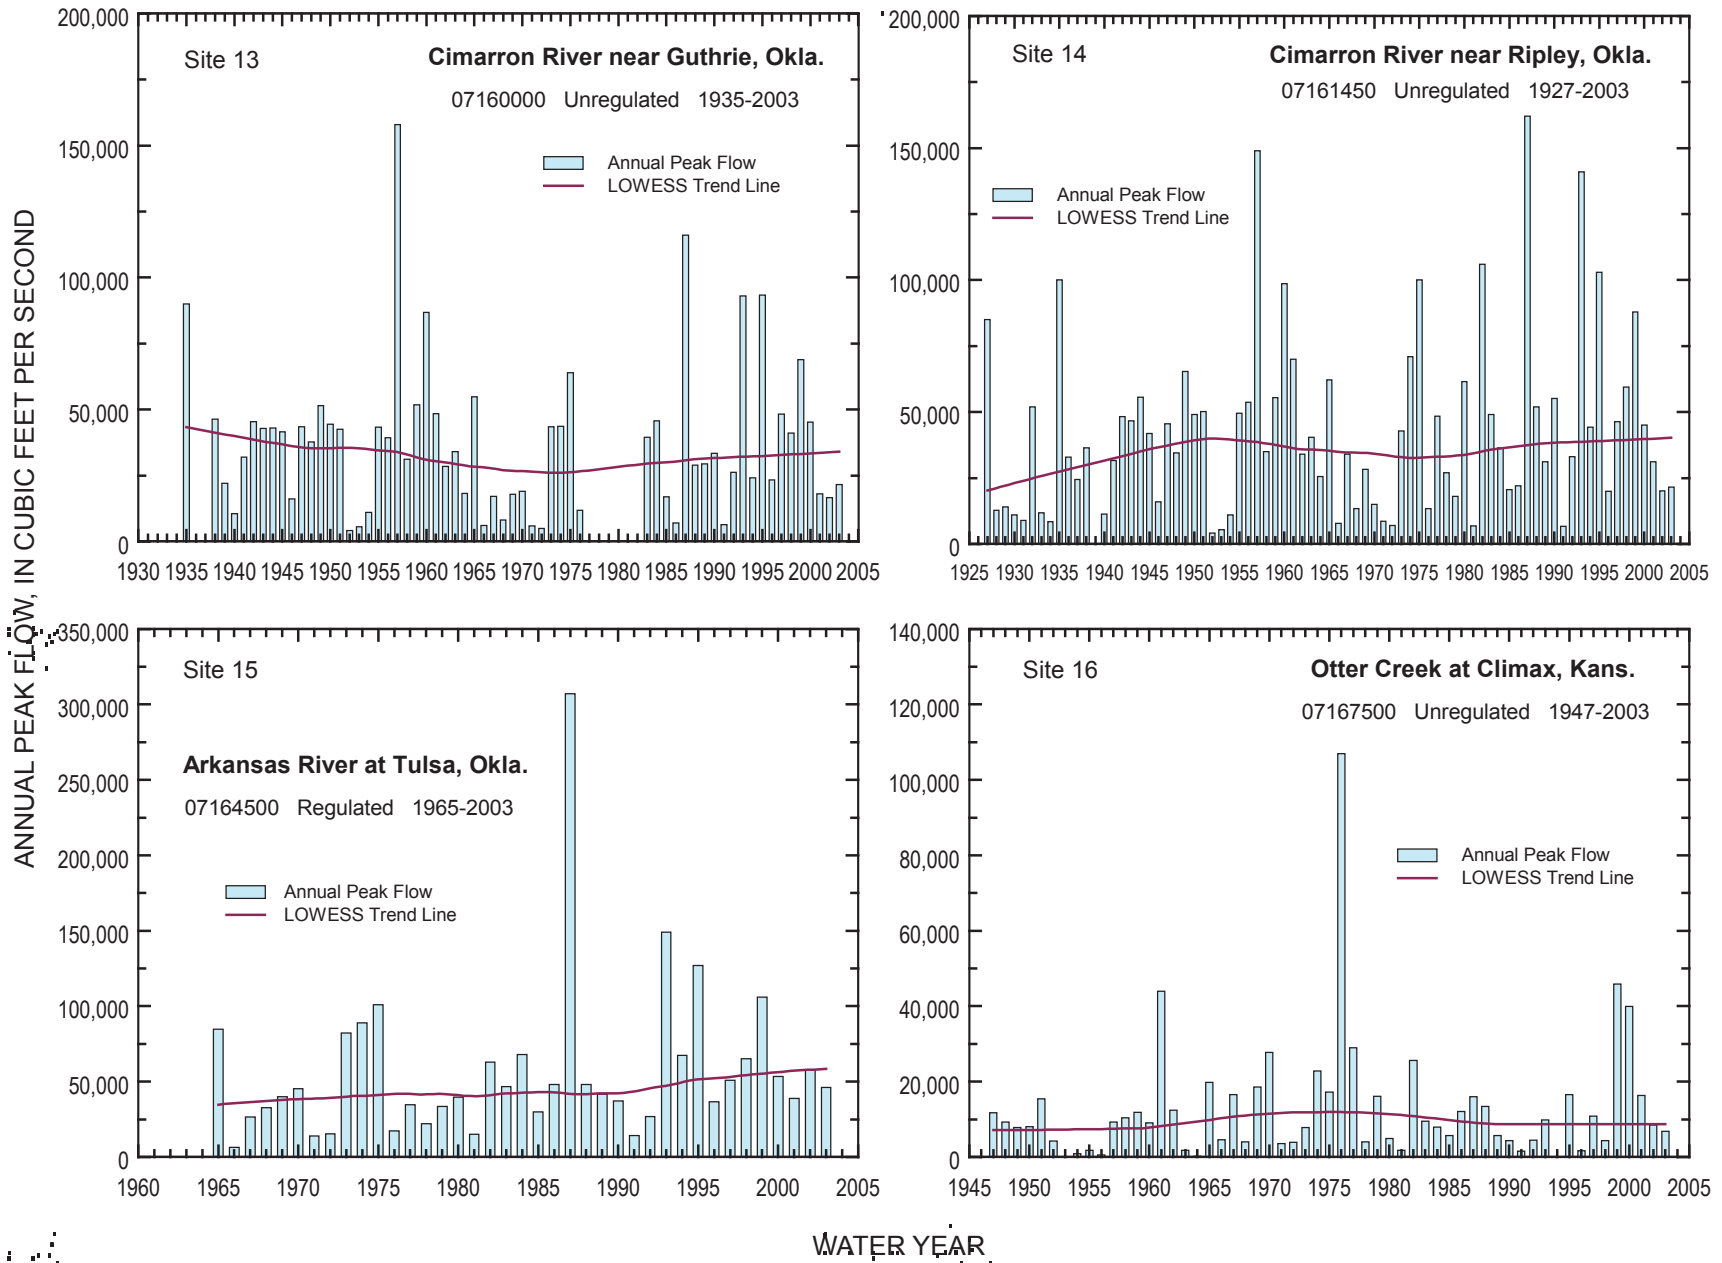 ANNUAL PEAK FLOW, IN CUBIC FEET PER SECOND
200,000
150,000
100,000
50,000
0
Site 13
Cimarron River near Guthrie, Okla.
07160000 Unregulated 1935-2003
Annual Peak Flow
LOWESS Trend Line
1930 1935 1940 1945 1950 1955 1960 1965 1970 1975 1980 1985 1990 1995 2000 2005
200,000
150,000
100,000
50,000
0
Site 14
Cimarron River near Ripley, Okla.
07161450 Unregulated 1927-2003
Annual Peak Flow
LOWESS Trend Line
1925 1930 1935 1940 1945 1950 1955 1960 1965 1970 1975 1980 1985 1990 1995 2000 2005
350,000
300,000
250,000
200,000
150,000
100,000
50,000
0
Site 15
Arkansas River at Tulsa, Okla.
07164500 Regulated 1965-2003
Annual Peak Flow
LOWESS Trend Line
1960 1965 1970 1975 1980 1985 1990 1995 2000 2005
140,000
120,000
100,000
80,000
60,000
40,000
20,000
0
Site 16
Otter Creek at Climax, Kans.
07167500 Unregulated 1947-2003
Annual Peak Flow
LOWESS Trend Line
1945 1950 1955 1960 1965 1970 1975 1980 1985 1990 1995 2000 2005
WATER YEAR